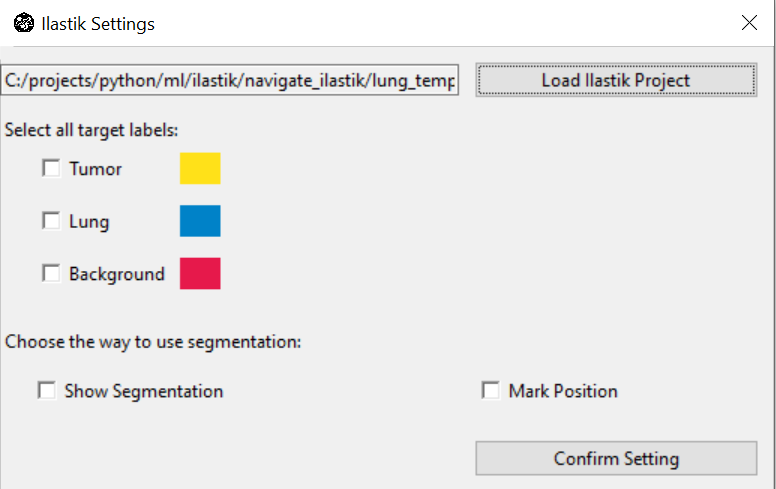 Ilastik Settings
C:/projects/python/ml/ilastik/navigate_ilastik/lung_temp
Load Ilastik Project
Select all target labels:
Tumor
Lung
Background
Choose the way to use segmentation:
Show Segmentation
Mark Position
Confirm Setting